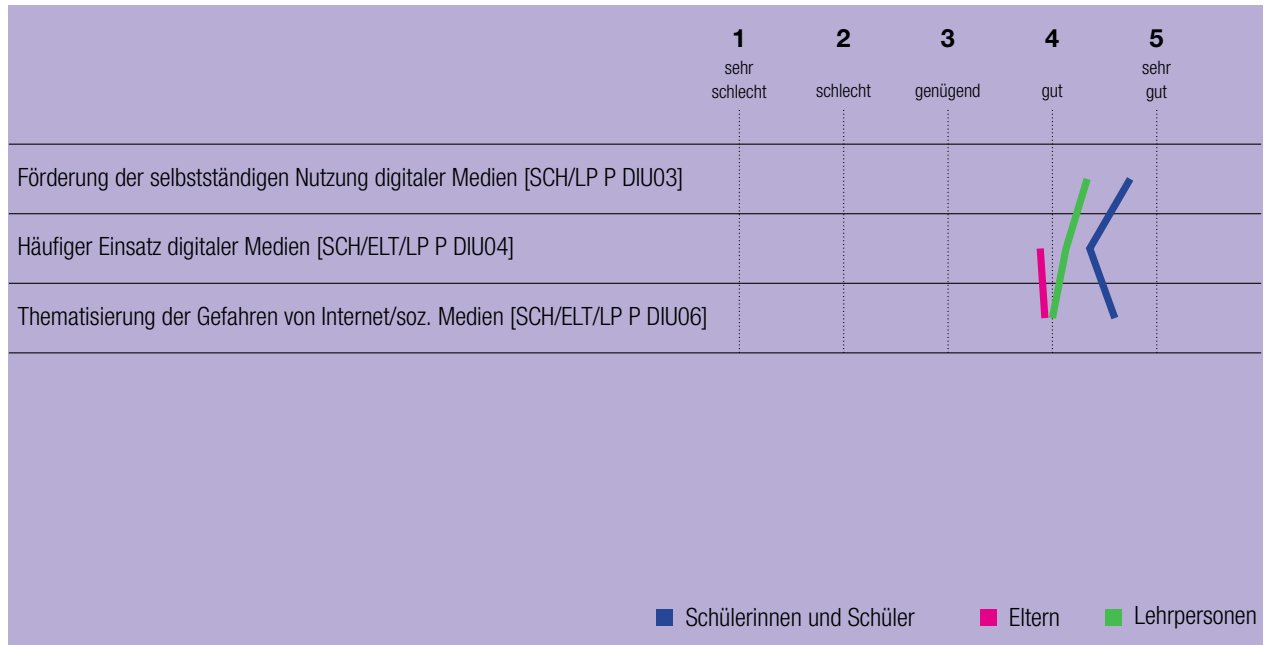 1 2 3 4 5
sehr schlecht schlecht genügend gut sehr gut
Förderung der selbstständigen Nutzung digitaler Medien [SCH/LP P DIU03]
Häufiger Einsatz digitaler Medien [SCH/ELT/LP P DIU04]
Thematisierung der Gefahren von Internet/soz. Medien [SCH/ELT/LP P DIU06]
Schülerinnen und Schüler Eltern Lehrpersonen